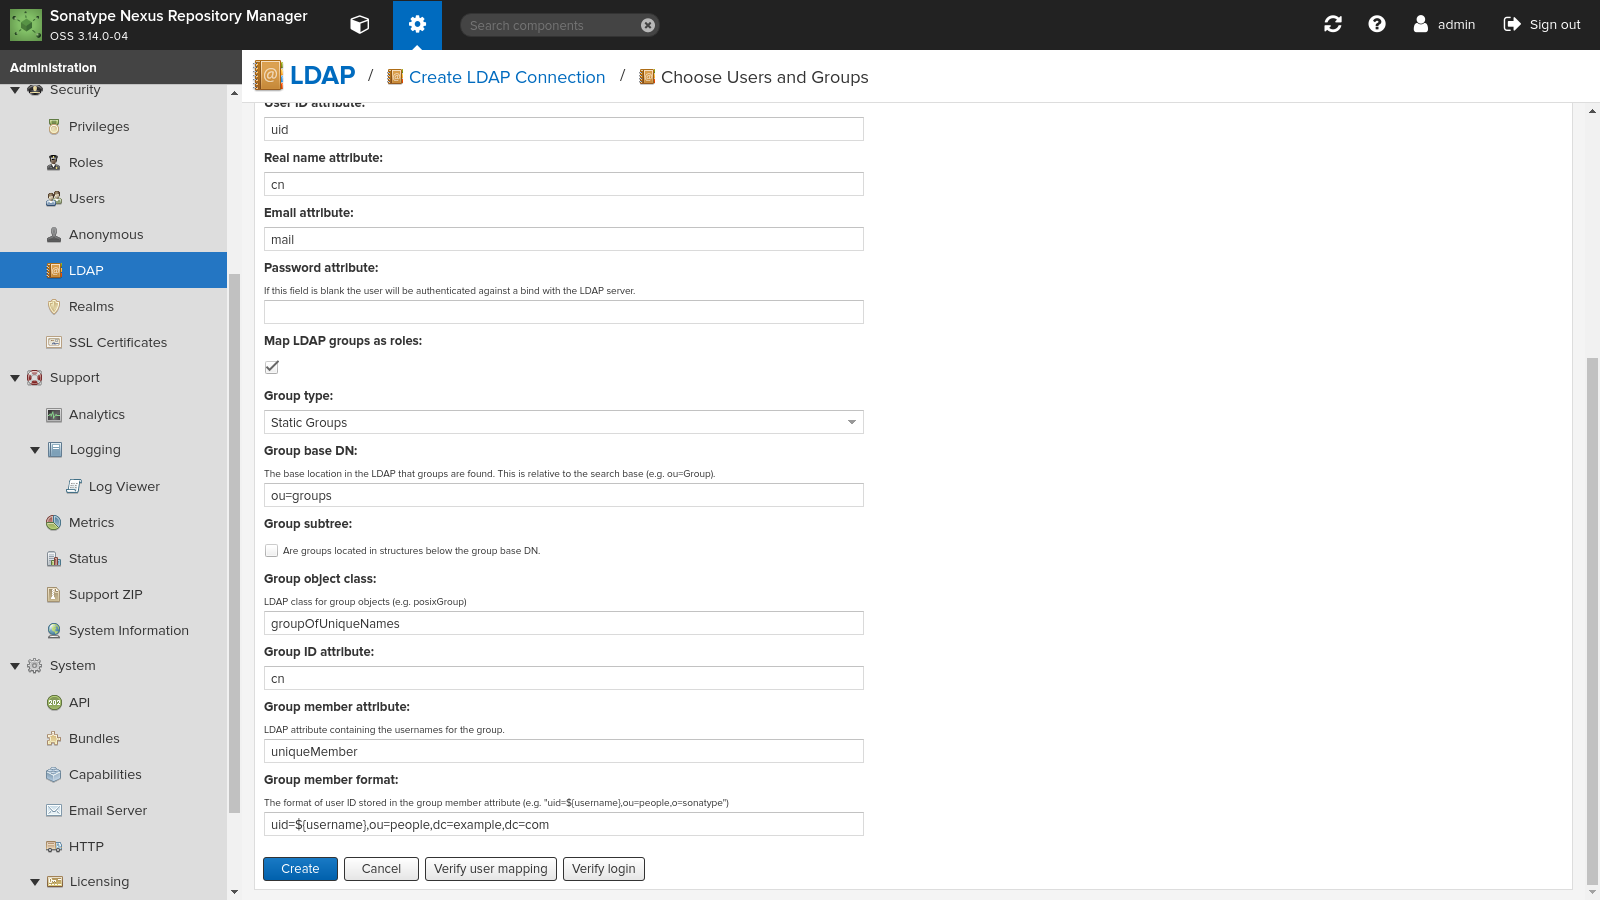 Sonatype Nexus Repository Manager
OSS 3.14.0-04
Search components
admin
Sign out
Administration
LDAP / Create LDAP Connection / Choose Users and Groups
Security
Privileges
Roles
Users
Anonymous
LDAP
Realms
SSL Certificates
Support
Analytics
Logging
Log Viewer
Metrics
Status
Support ZIP
System Information
System
202
API
Bundles
Capabilities
Email Server
HTTP
Licensing
User ID attribute:
uid
Real name attribute:
cn
Email attribute:
mail
Password attribute:
If this field is blank the user will be authenticated against a bind with the LDAP server.
Map LDAP groups as roles:
Group type:
Static Groups
Group base DN:
The base location in the LDAP that groups are found. This is relative to the search base (e.g. ou=Group).
ou=groups
Group subtree:
Are groups located in structures below the group base DN.
Group object class:
LDAP class for group objects (e.g. posixGroup)
groupOfUniqueNames
Group ID attribute:
cn
Group member attribute:
LDAP attribute containing the usernames for the group.
uniqueMember
Group member format:
The format of user ID stored in the group member attribute (e.g. "uid=${username},ou=people,o=sonatype")
uid=${username},ou=people,dc=example,dc=com
Create
Cancel
Verify user mapping
Verify login